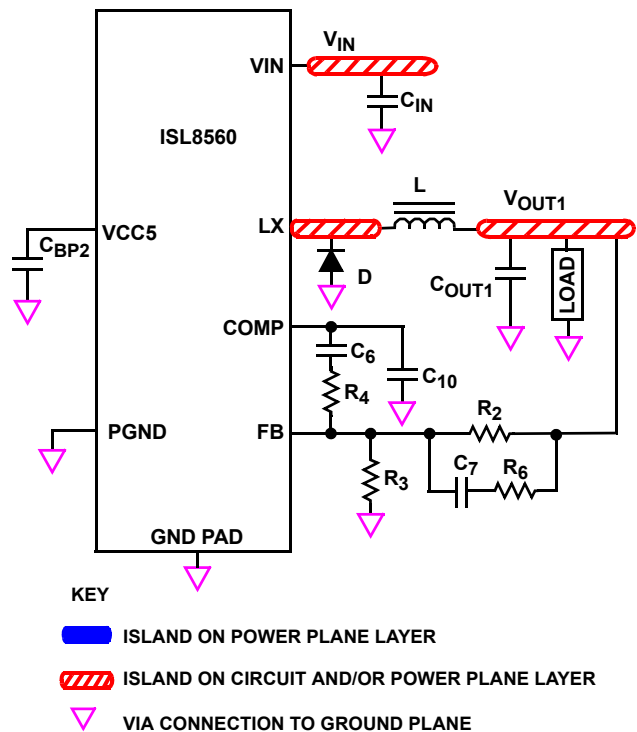 V_IN
VIN
C_IN
ISL8560
L
V_OUT1
LX
VCC5
C_BP2
D
C_OUT1
LOAD
COMP
C_6
C_10
R_4
R_2
PGND
FB
C_7
R_6
R_3
GND PAD
KEY
ISLAND ON POWER PLANE LAYER
ISLAND ON CIRCUIT AND/OR POWER PLANE LAYER
VIA CONNECTION TO GROUND PLANE